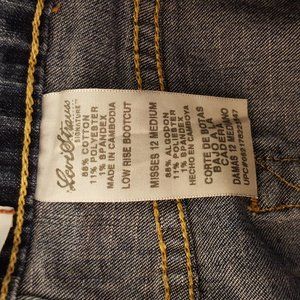 Levi Strauss
SIGNATURE
88% COTTON
11% POLYESTER
1% SPANDEX
MADE IN CAMBODIA
LOW RISE BOOTCUT
MISSES 12 MEDIUM
88% ALGODON
11% POLIESTER
1% SPANDEX
HECHO EN CAMBOYA
CORTE DE BOTAS
BAJO A LA
CADERA
DAMAS 12 MEDIANO